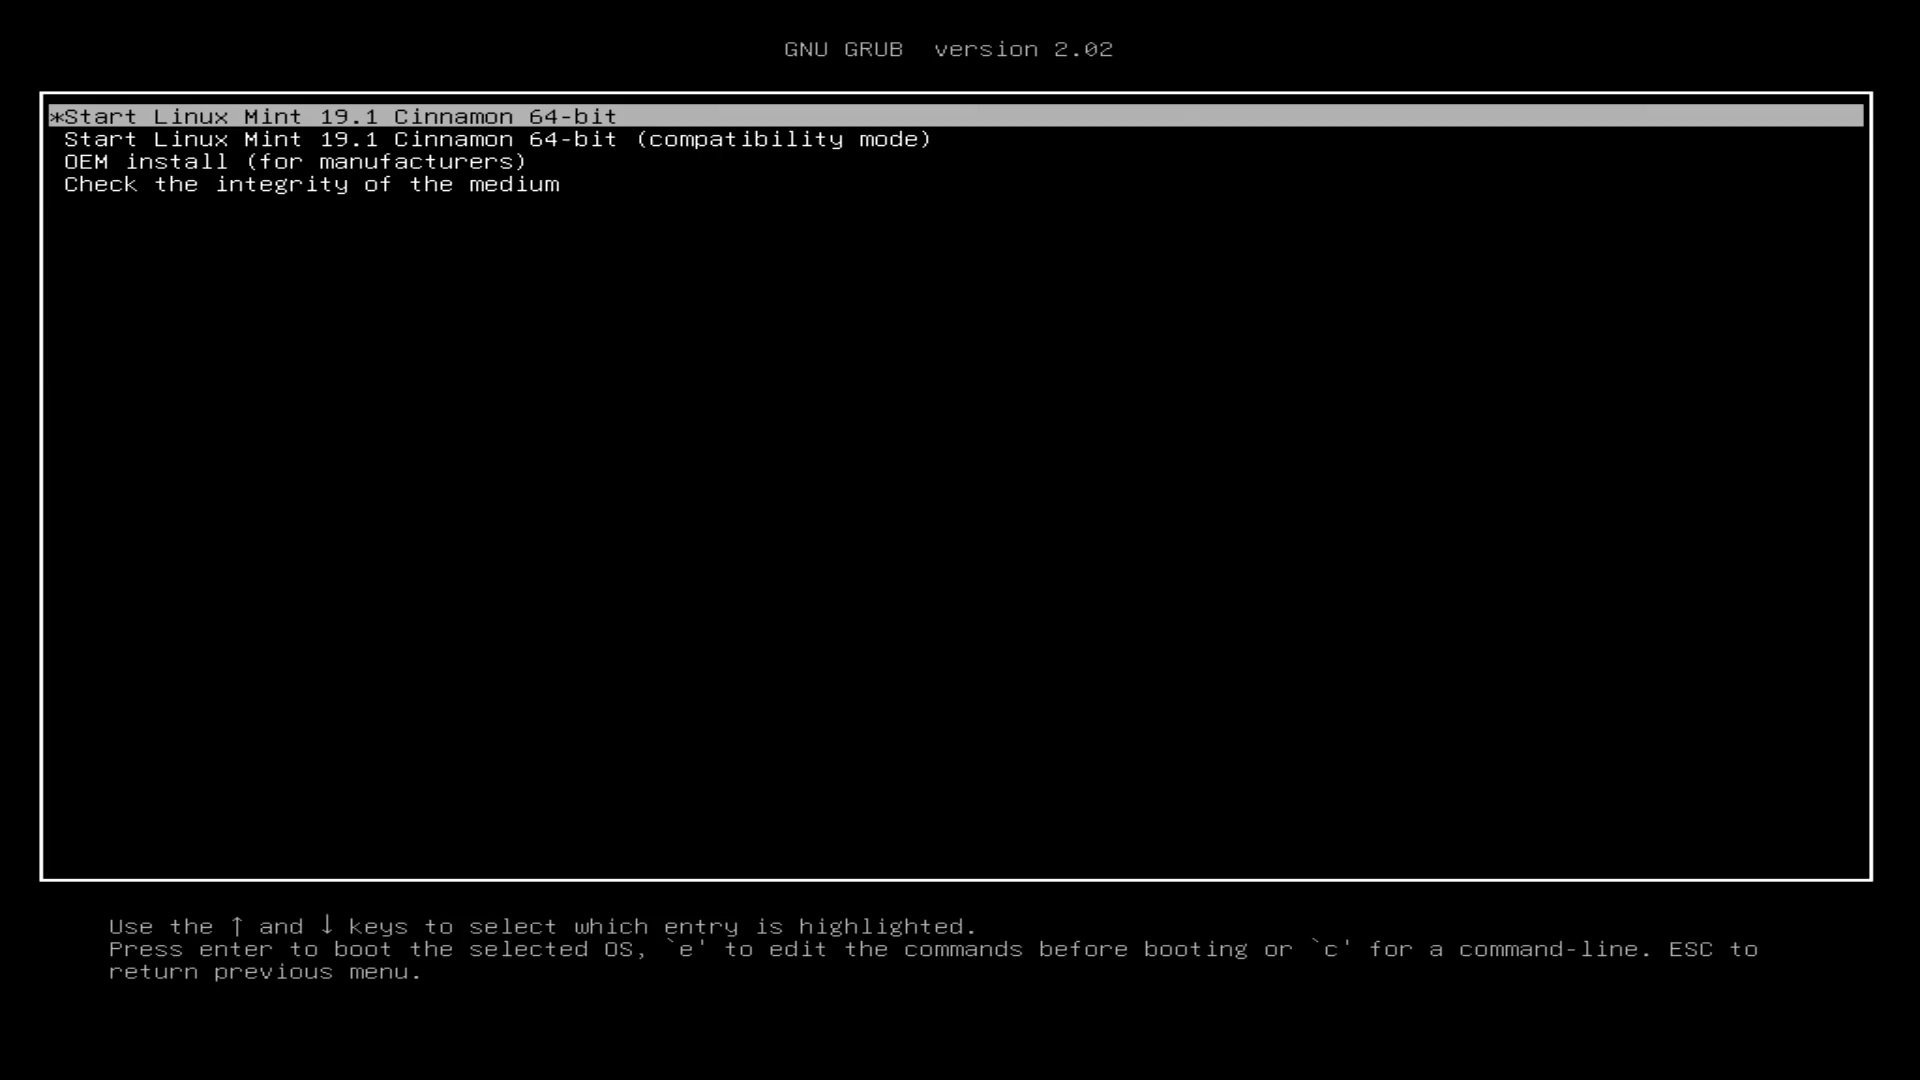 GNU GRUB  version 2.02
*Start Linux Mint 19.1 Cinnamon 64-bit
Start Linux Mint 19.1 Cinnamon 64-bit (compatibility mode)
OEM install (for manufacturers)
Check the integrity of the medium
Use the ↑ and ↓ keys to select which entry is highlighted.
Press enter to boot the selected OS, `e' to edit the commands before booting or `c' for a command-line. ESC to
return previous menu.